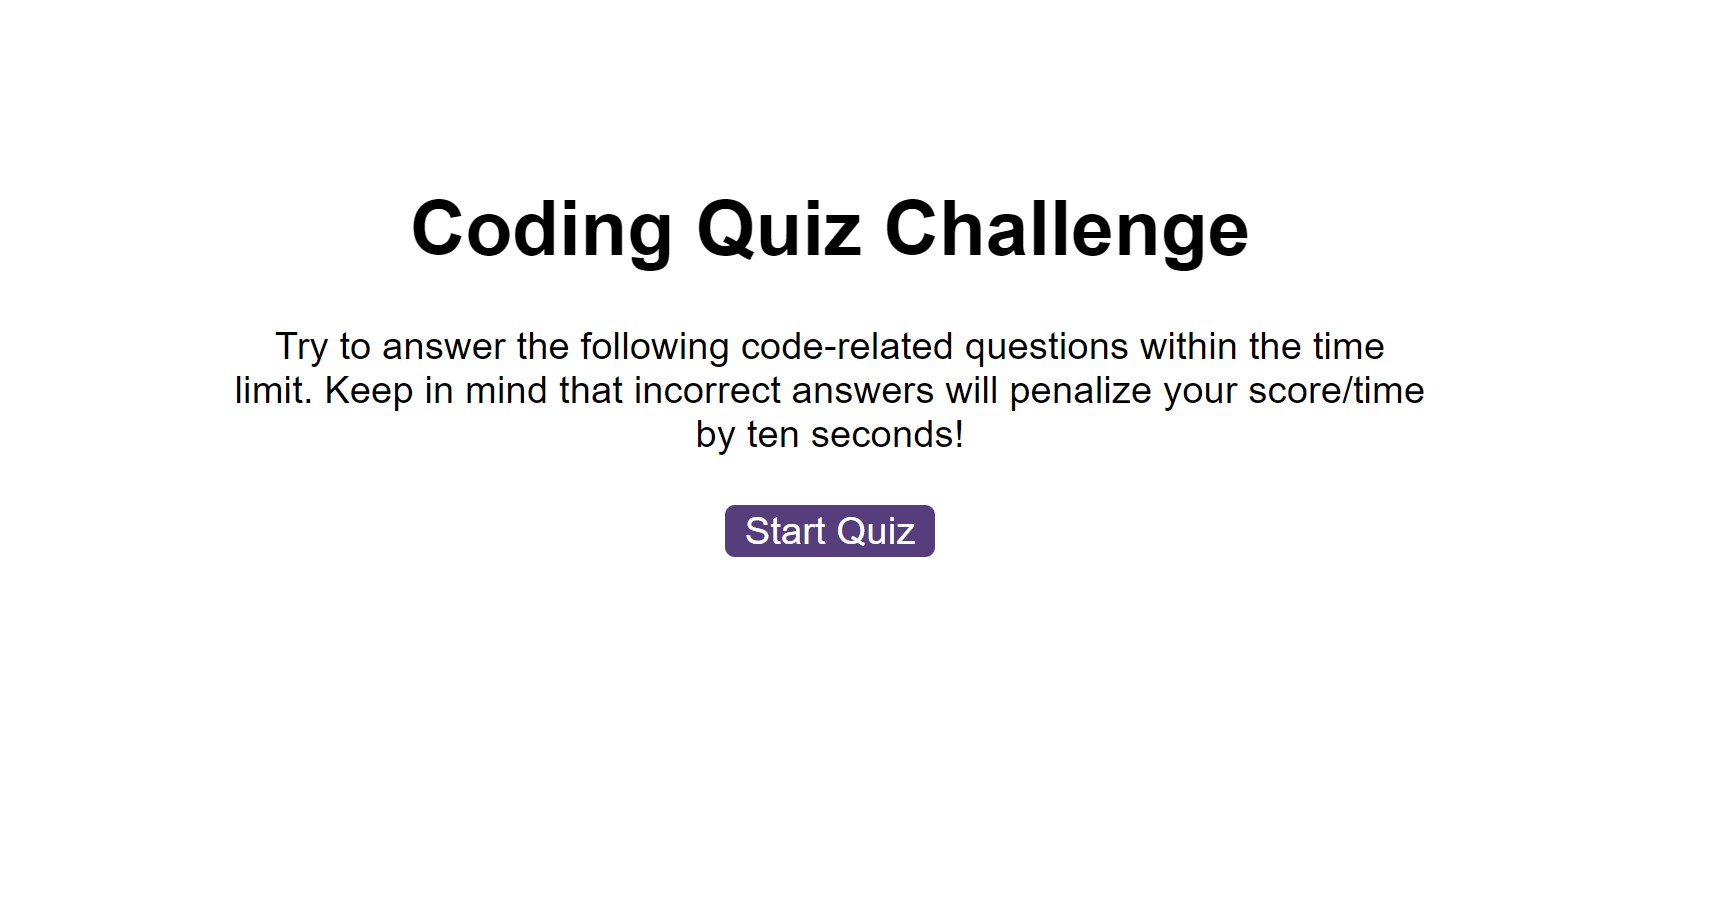 Coding Quiz Challenge
Try to answer the following code-related questions within the time
limit. Keep in mind that incorrect answers will penalize your score/time
by ten seconds!
Start Quiz